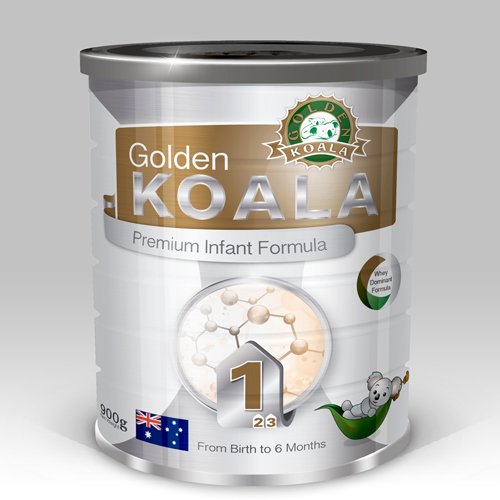 GOLDEN
KOALA
Golden
KOALA
Premium Infant Formula
Whey
Dominant
Formula
1
2 3
900g
From Birth to 6 Months